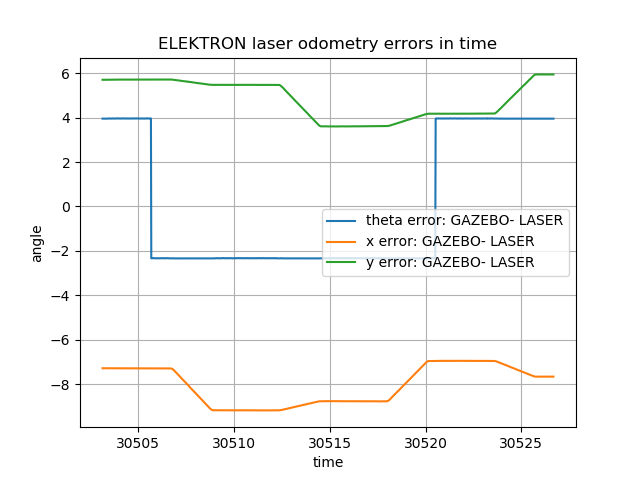 ELEKTRON laser odometry errors in time
6
4
2
0
−2
−4
−6
−8
angle
theta error: GAZEBO- LASER
x error: GAZEBO- LASER
y error: GAZEBO- LASER
30505 30510 30515 30520 30525
time